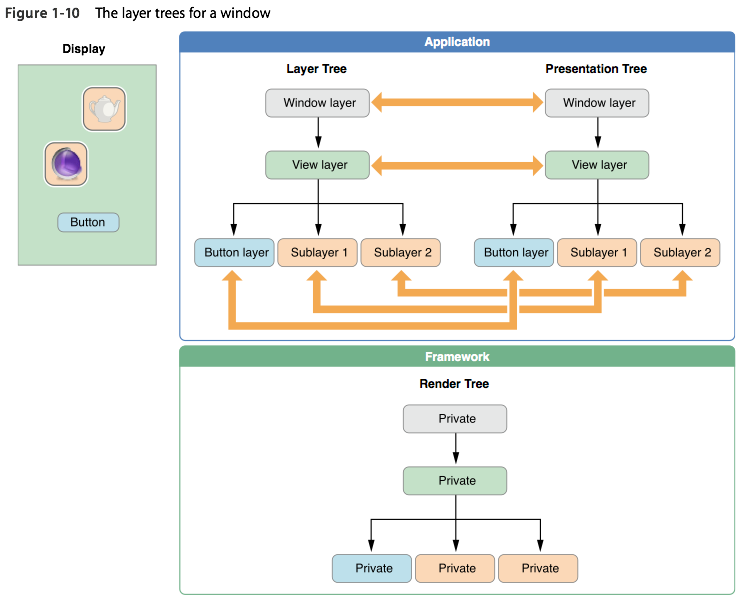 Figure 1-10 The layer trees for a window
Display
Button
Application
Layer Tree Presentation Tree
Window layer Window layer
View layer View layer
Button layer Sublayer 1 Sublayer 2 Button layer Sublayer 1 Sublayer 2
Framework
Render Tree
Private
Private
Private Private Private